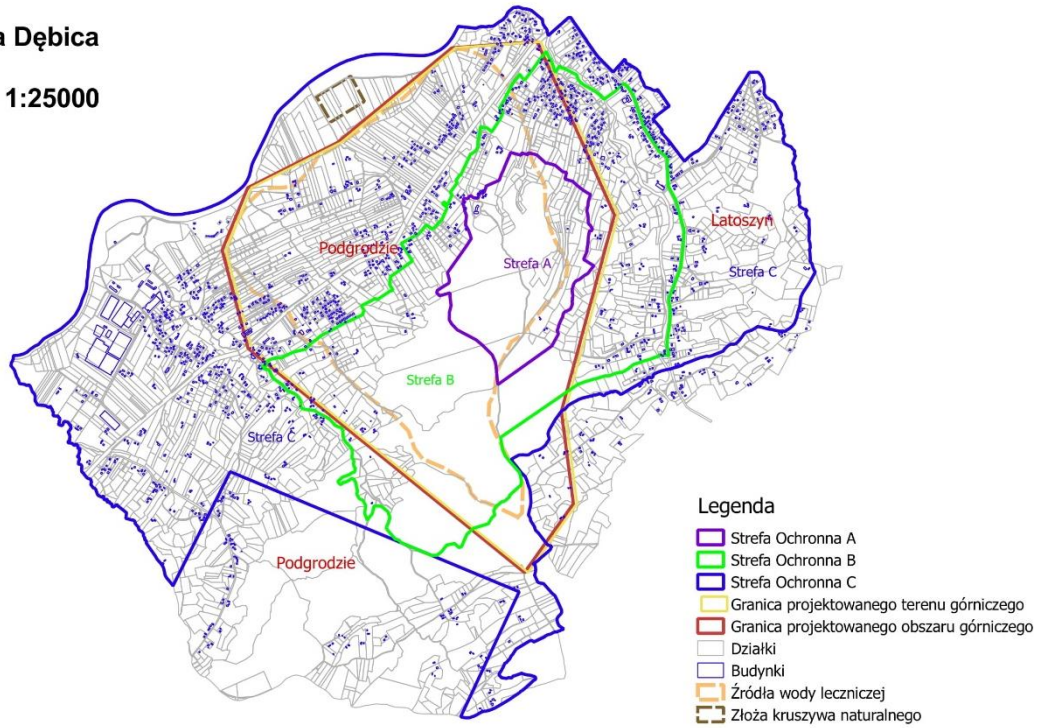 a Dębica
1:25000
Latoszyn
Podgrodzie
Strefa A
Strefa C
Strefa B
Strefa C
Podgrodzie
Legenda
Strefa Ochronna A
Strefa Ochronna B
Strefa Ochronna C
Granica projektowanego terenu górniczego
Granica projektowanego obszaru górniczego
Działki
Budynki
Źródła wody leczniczej
Złoża kruszywa naturalnego